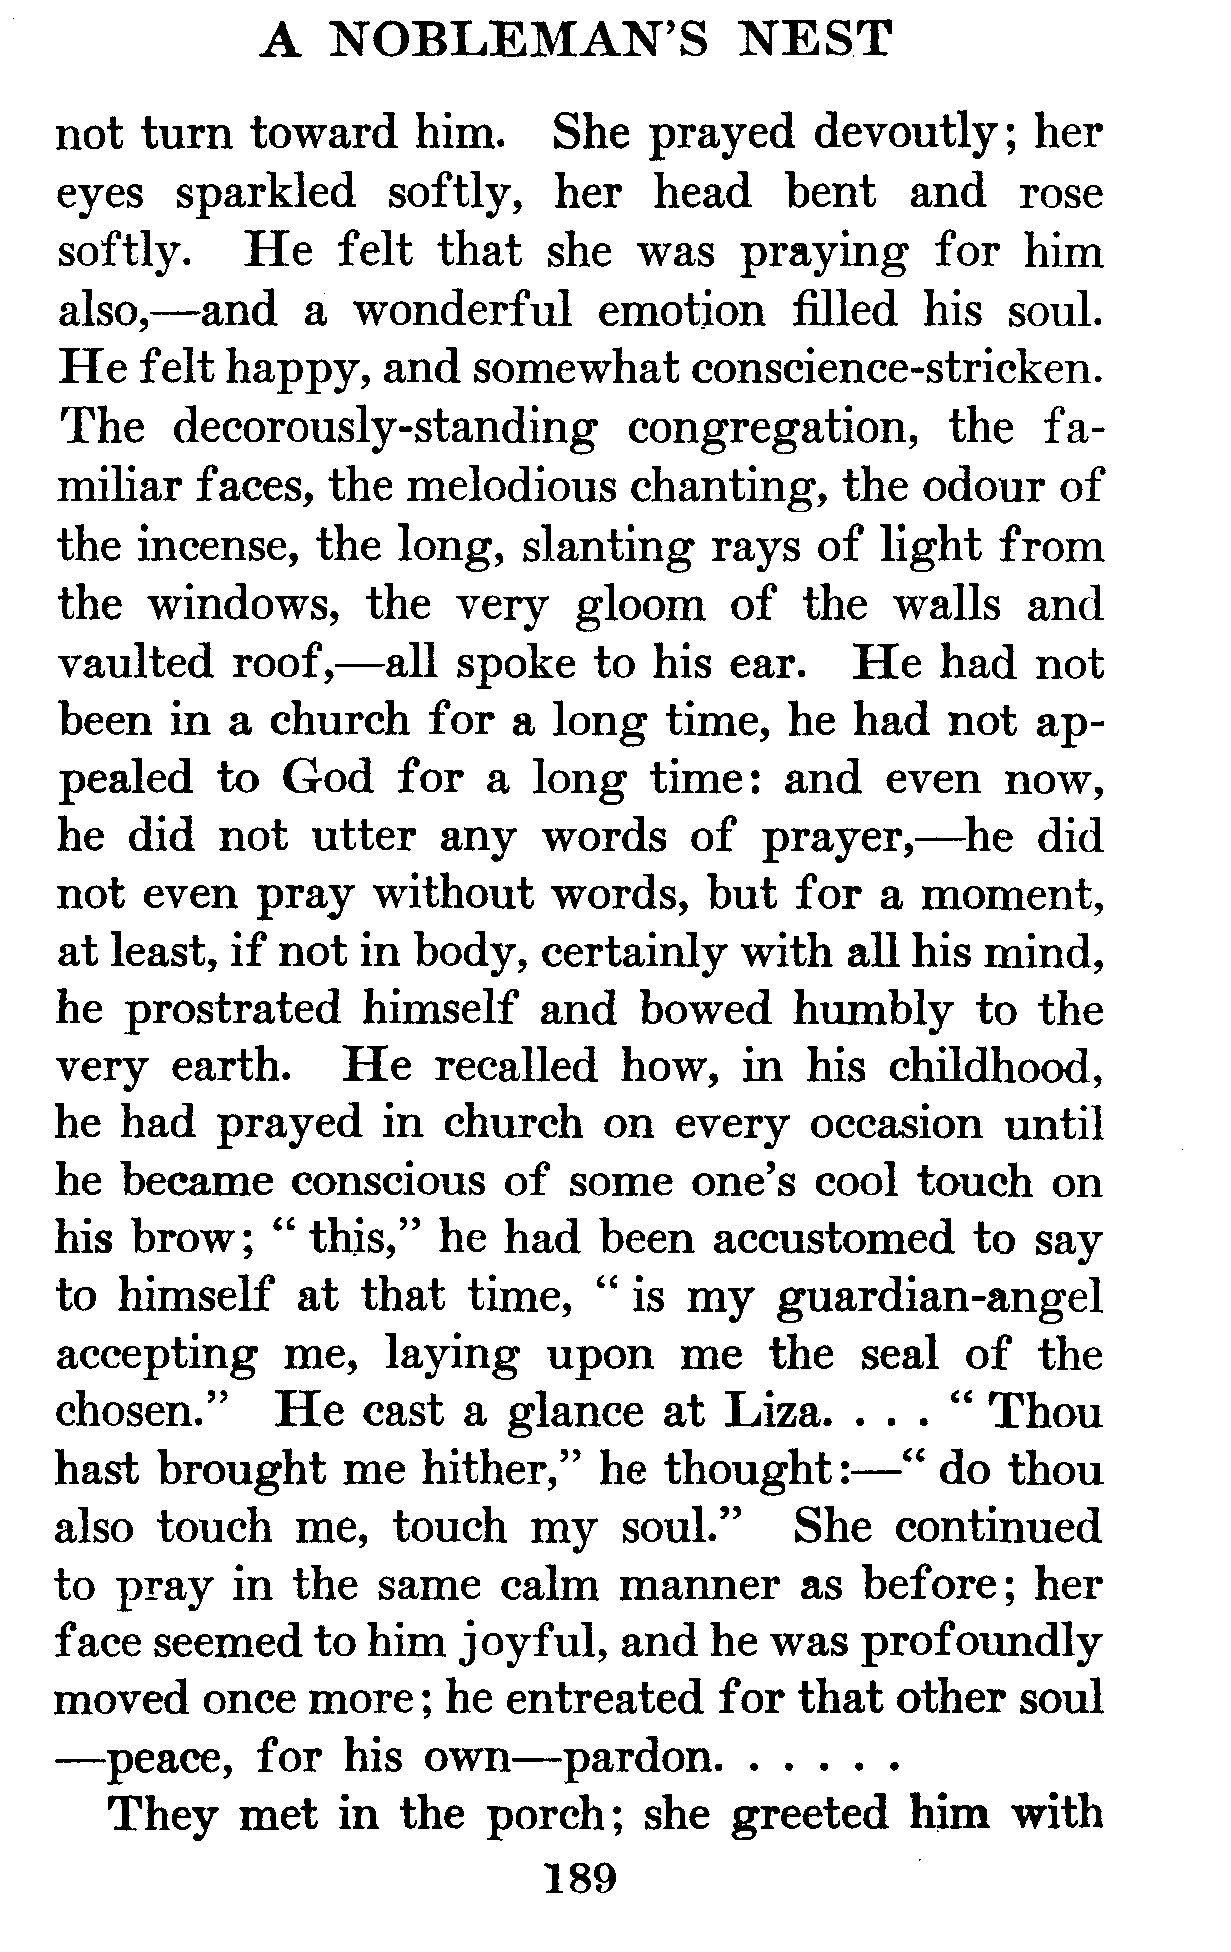 A NOBLEMAN'S NEST
not turn toward him. She prayed devoutly; her
eyes sparkled softly, her head bent and rose
softly. He felt that she was praying for him
also,—and a wonderful emotion filled his soul.
He felt happy, and somewhat conscience-stricken.
The decorously-standing congregation, the fa-
miliar faces, the melodious chanting, the odour of
the incense, the long, slanting rays of light from
the windows, the very gloom of the walls and
vaulted roof,—all spoke to his ear. He had not
been in a church for a long time, he had not ap-
pealed to God for a long time: and even now,
he did not utter any words of prayer,—he did
not even pray without words, but for a moment,
at least, if not in body, certainly with all his mind,
he prostrated himself and bowed humbly to the
very earth. He recalled how, in his childhood,
he had prayed in church on every occasion until
he became conscious of some one's cool touch on
his brow; " this," he had been accustomed to say
to himself at that time, " is my guardian-angel
accepting me, laying upon me the seal of the
chosen." He cast a glance at Liza. . . . " Thou
hast brought me hither," he thought:—" do thou
also touch me, touch my soul." She continued
to pray in the same calm manner as before; her
face seemed to him joyful, and he was profoundly
moved once more; he entreated for that other soul
—peace, for his own—pardon. . . . . .
They met in the porch; she greeted him with
189